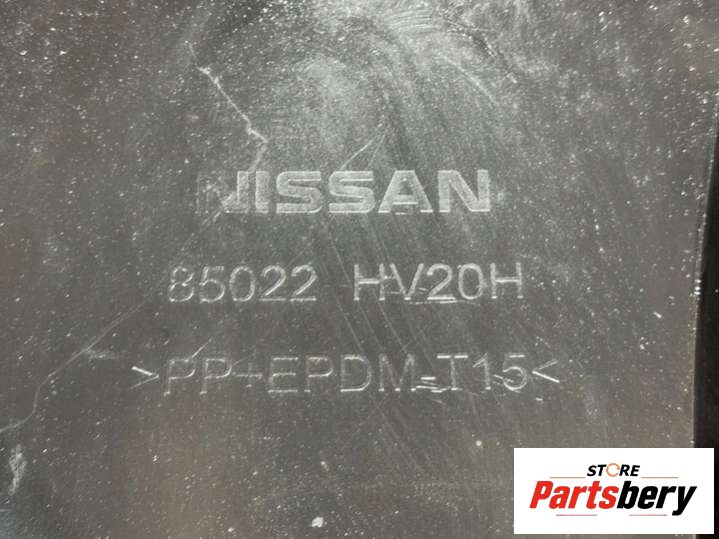 NISSAN
85022 HV20H
>PP+EPDM-T15<
STORE
Partsbery